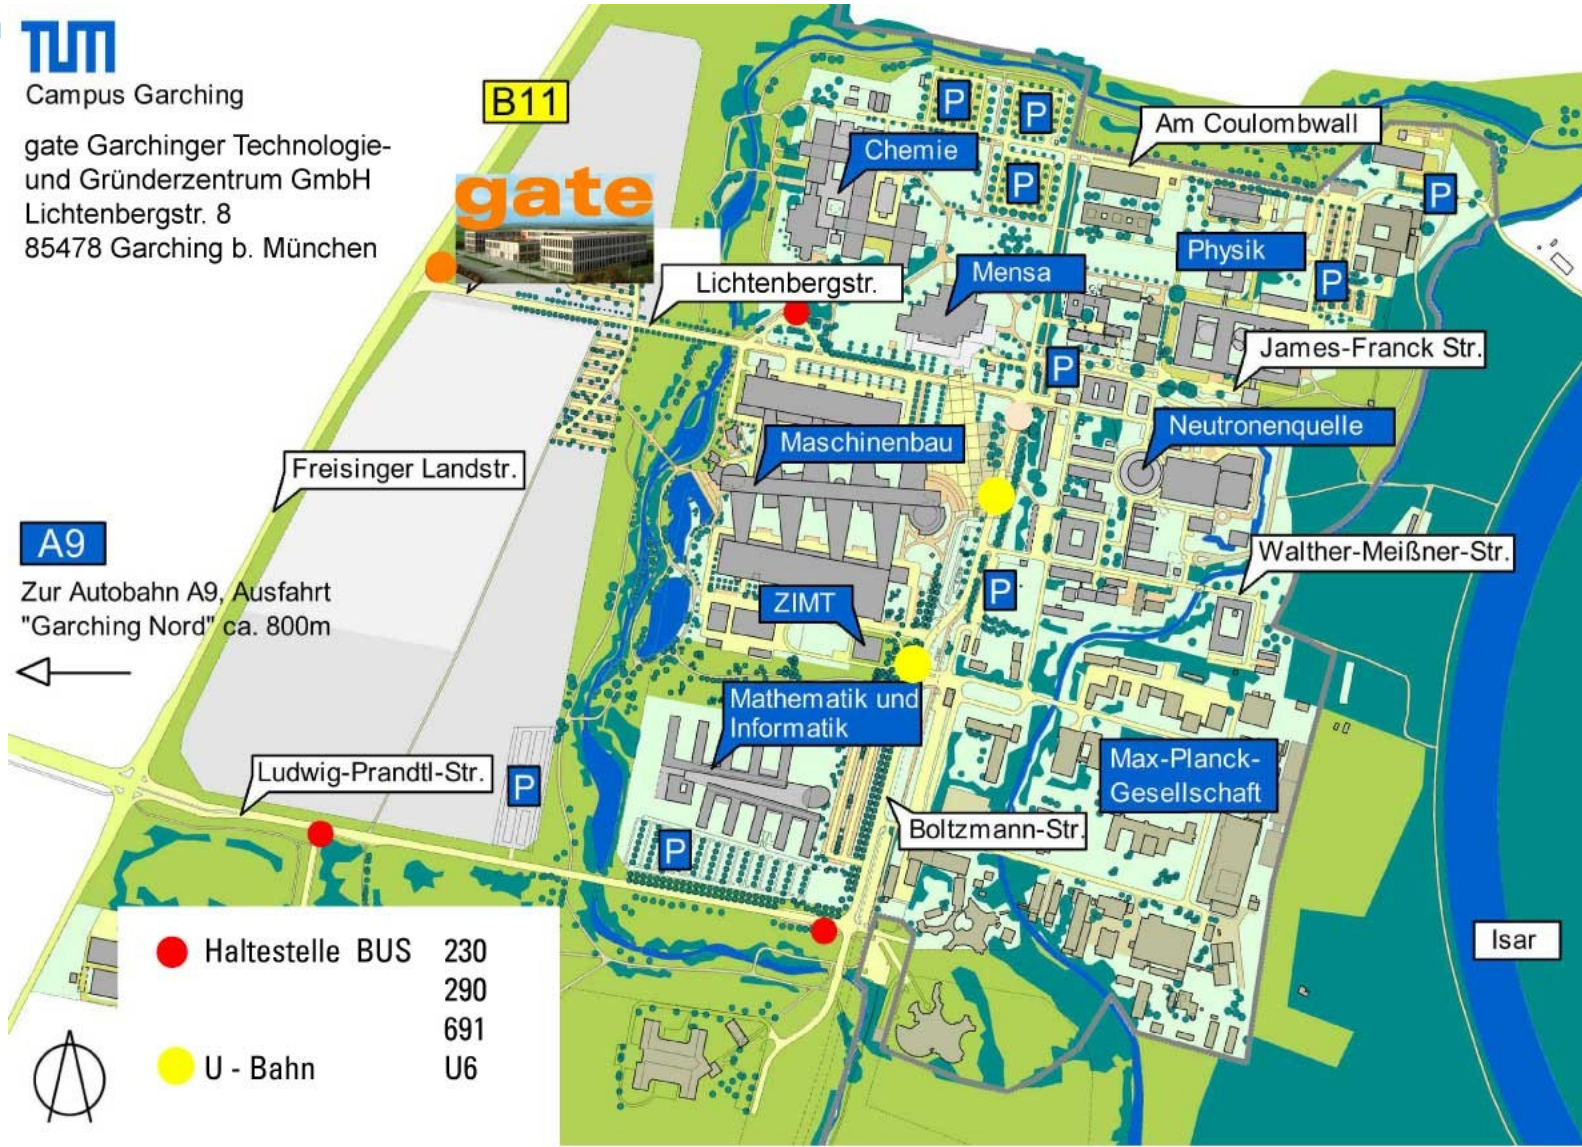 TUM
Campus Garching
gate Garchinger Technologie-
und Gründerzentrum GmbH
Lichtenbergstr. 8
85478 Garching b. München
B11
gate
Chemie
P
P
P
Am Coulombwall
P
Physik
P
Mensa
Lichtenbergstr.
James-Franck Str.
P
Neutronenquelle
Maschinenbau
Freisinger Landstr.
A9
Zur Autobahn A9, Ausfahrt
"Garching Nord" ca. 800m
Walther-Meißner-Str.
P
ZIMT
Mathematik und
Informatik
Max-Planck-
Gesellschaft
Ludwig-Prandtl-Str.
P
Boltzmann-Str.
P
Isar
Haltestelle BUS 230
290
691
U - Bahn U6